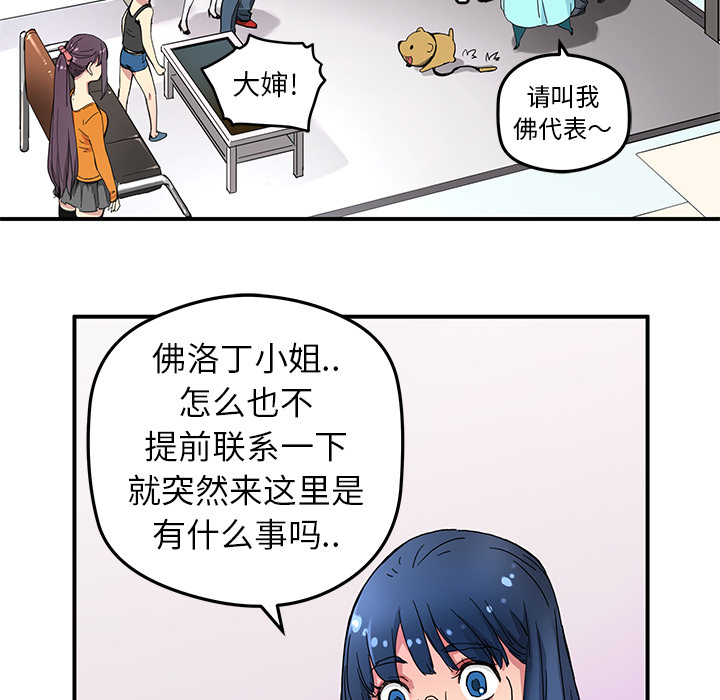 大婶!
请叫我
佛代表～
佛洛丁小姐..
怎么也不
提前联系一下
就突然来这里是
有什么事吗..